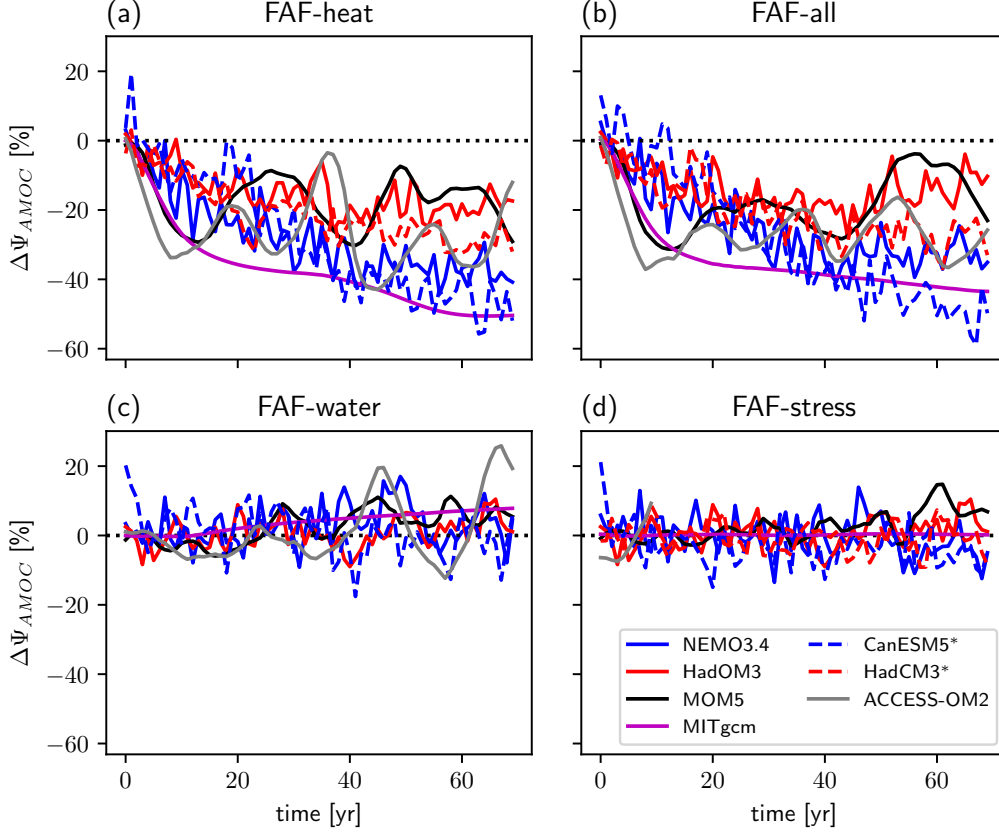 (a) FAF-heat
(b) FAF-all
ΔΨ_AMOC [%]
20
0
−20
−40
−60
(c) FAF-water
(d) FAF-stress
ΔΨ_AMOC [%]
20
0
−20
−40
−60
NEMO3.4
HadOM3
MOM5
MITgcm
CanESM5*
HadCM3*
ACCESS-OM2
0 20 40 60
time [yr]
0 20 40 60
time [yr]